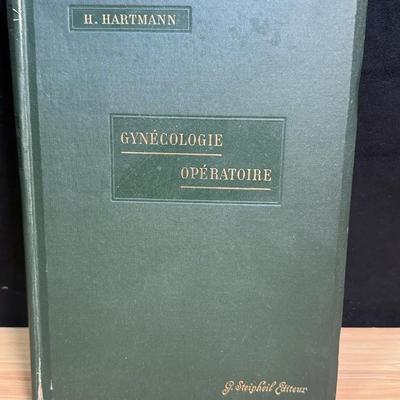 H. HARTMANN
GYNÉCOLOGIE
OPÉRATOIRE
G. Steinheil Éditeur